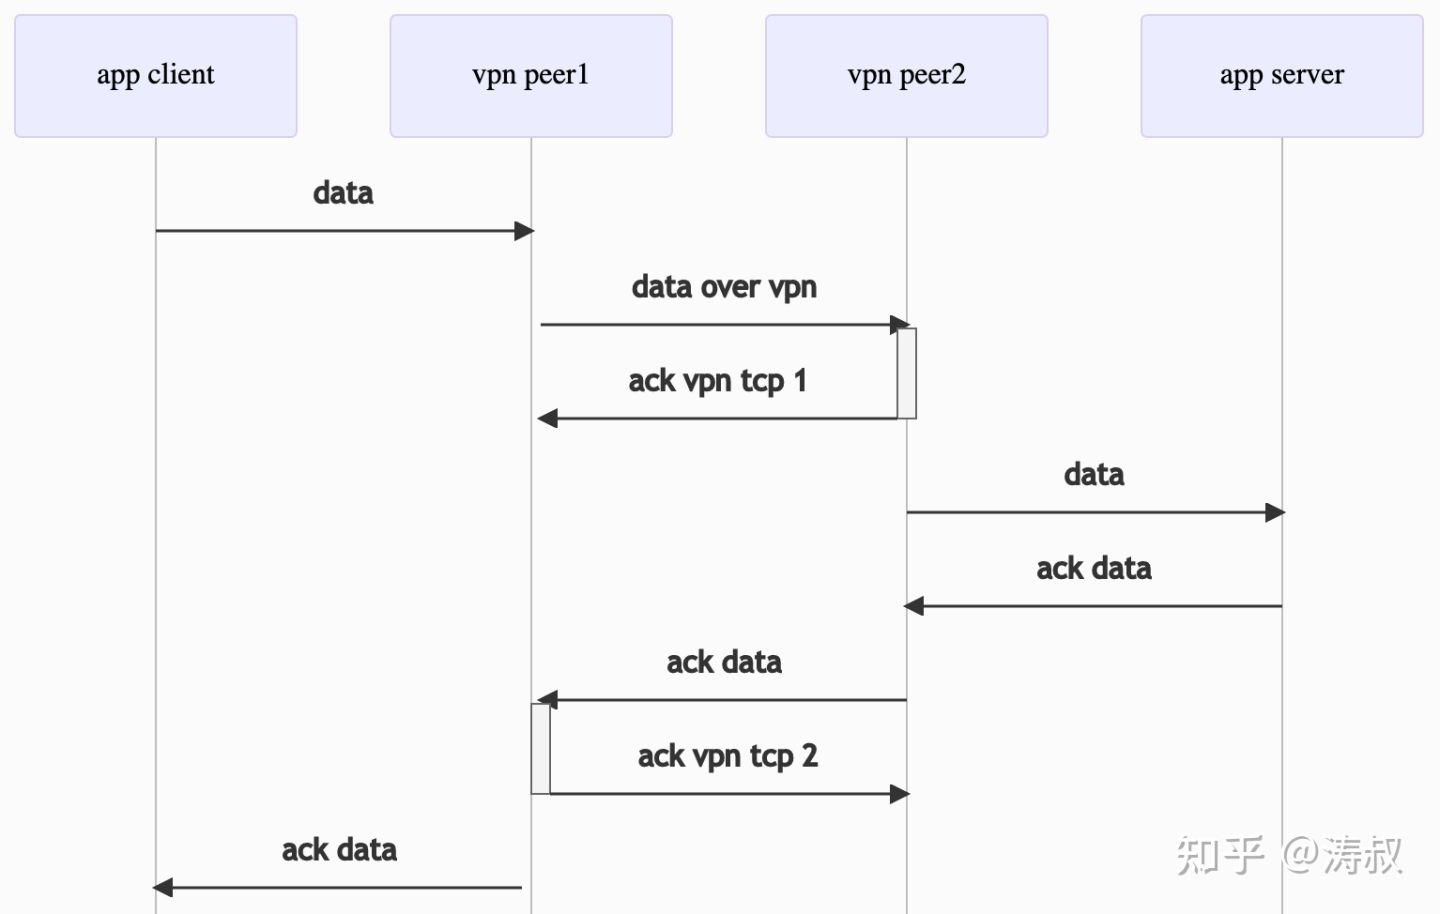 app client
vpn peer1
vpn peer2
app server
data
data over vpn
ack vpn tcp 1
data
ack data
ack data
ack vpn tcp 2
ack data
知乎 @涛叔